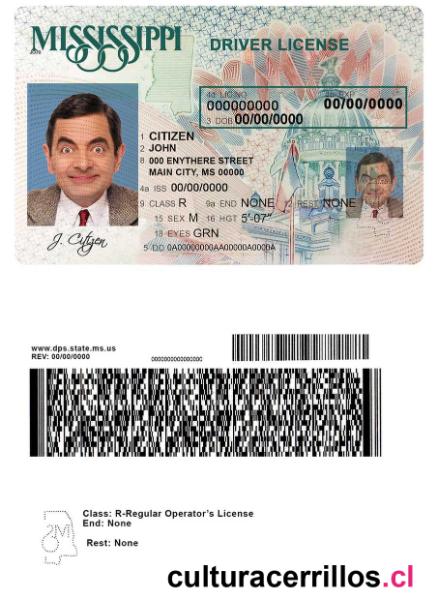 MISSISSIPPI DRIVER LICENSE
4d LIC.NO 4b EXP
000000000 00/00/0000
3 DOB 00/00/0000
1 CITIZEN
2 JOHN
8 000 ENYTHERE STREET
MAIN CITY, MS 00000
4a ISS 00/00/0000
9 CLASS R 9a END NONE 12 REST NONE
15 SEX M 16 HGT 5'-07"
18 EYES GRN
5 DD 0A00000000AA00000A0000A
J. Citizen
www.dps.state.ms.us
REV: 00/00/0000
Class: R-Regular Operator's License
End: None
Rest: None
culturacerrillos.cl